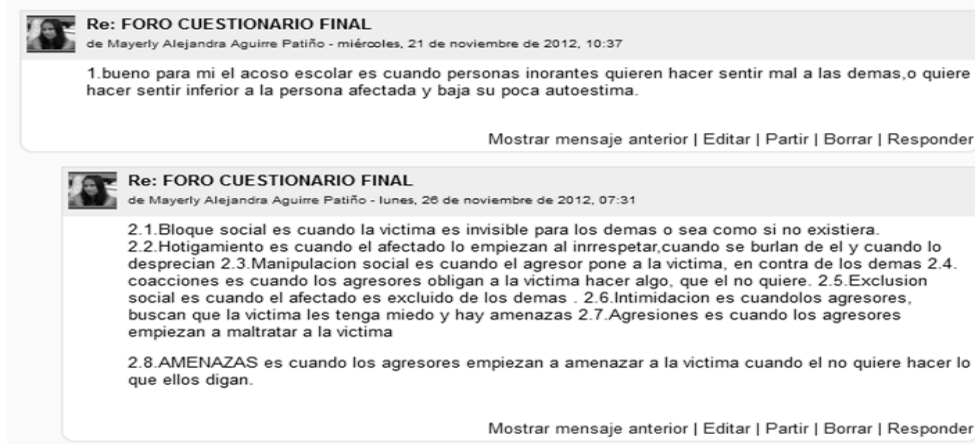 Re: FORO CUESTIONARIO FINAL
de Mayerly Alejandra Aguirre Patiño - miércoles, 21 de noviembre de 2012, 10:37
1.bueno para mi el acoso escolar es cuando personas inorantes quieren hacer sentir mal a las demas,o quiere
hacer sentir inferior a la persona afectada y baja su poca autoestima.
Mostrar mensaje anterior | Editar | Partir | Borrar | Responder
Re: FORO CUESTIONARIO FINAL
de Mayerly Alejandra Aguirre Patiño - lunes, 26 de noviembre de 2012, 07:31
2.1.Bloque social es cuando la victima es invisible para los demas o sea como si no existiera.
2.2.Hotigamiento es cuando el afectado lo empiezan al inrrespetar,cuando se burlan de el y cuando lo
desprecian 2.3.Manipulacion social es cuando el agresor pone a la victima, en contra de los demas 2.4.
coacciones es cuando los agresores obligan a la victima hacer algo, que el no quiere. 2.5.Exclusion
social es cuando el afectado es excluido de los demas . 2.6.Intimidacion es cuandolos agresores,
buscan que la victima les tenga miedo y hay amenazas 2.7.Agresiones es cuando los agresores
empiezan a maltratar a la victima
2.8.AMENAZAS es cuando los agresores empiezan a amenazar a la victima cuando el no quiere hacer lo
que ellos digan.
Mostrar mensaje anterior | Editar | Partir | Borrar | Responder